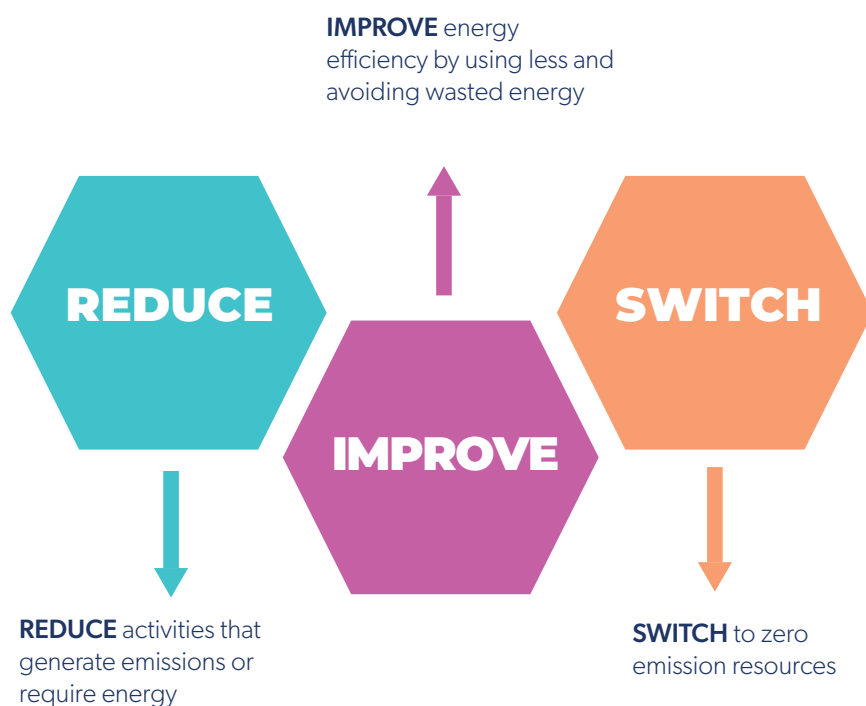 IMPROVE energy
efficiency by using less and
avoiding wasted energy
REDUCE
SWITCH
IMPROVE
REDUCE activities that
generate emissions or
require energy
SWITCH to zero
emission resources